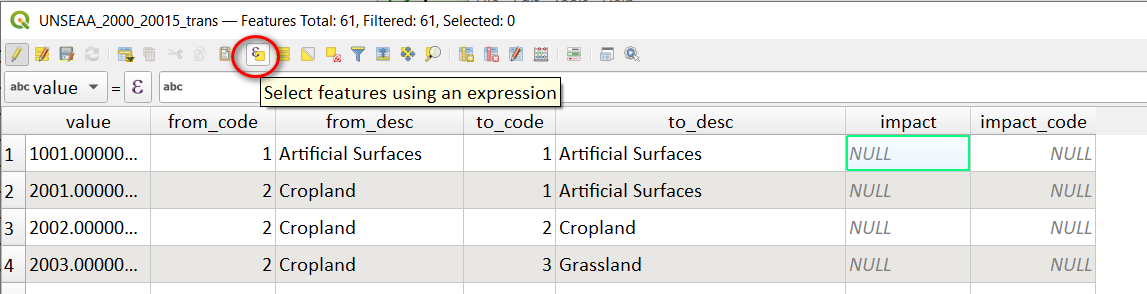 UNSEAA_2000_20015_trans — Features Total: 61, Filtered: 61, Selected: 0
abc value = ε abc
Select features using an expression
value from_code from_desc to_code to_desc impact impact_code
1 1001.00000... 1 Artificial Surfaces 1 Artificial Surfaces NULL NULL
2 2001.00000... 2 Cropland 1 Artificial Surfaces NULL NULL
3 2002.00000... 2 Cropland 2 Cropland NULL NULL
4 2003.00000... 2 Cropland 3 Grassland NULL NULL